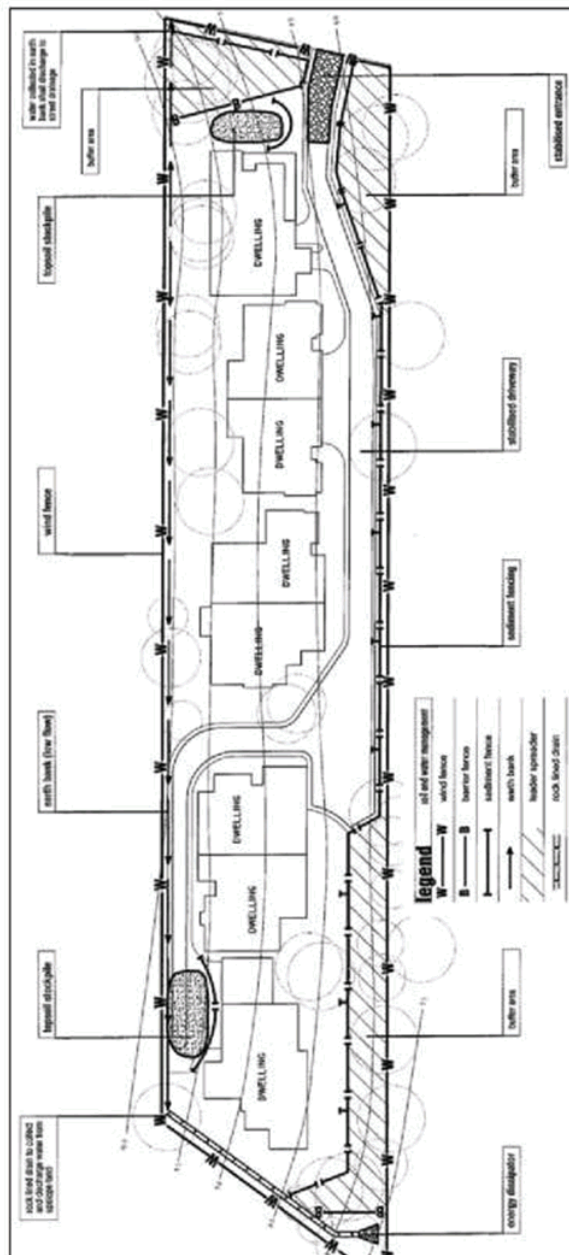 water collected in earth
bank shall discharge to
street drainage
buffer area
topsoil stockpile
wind fence
earth bank (low flow)
topsoil stockpile
rock lined drain to collect
and discharge water from
upslope land
DWELLING
DWELLING
DWELLING
DWELLING
DWELLING
DWELLING
DWELLING
DWELLING
stabilised entrance
buffer area
stabilised driveway
sediment fencing
buffer area
energy dissipator
legend
soil and water management
W W wind fence
B B barrier fence
sediment fence
earth bank
leader spreader
rock lined drain